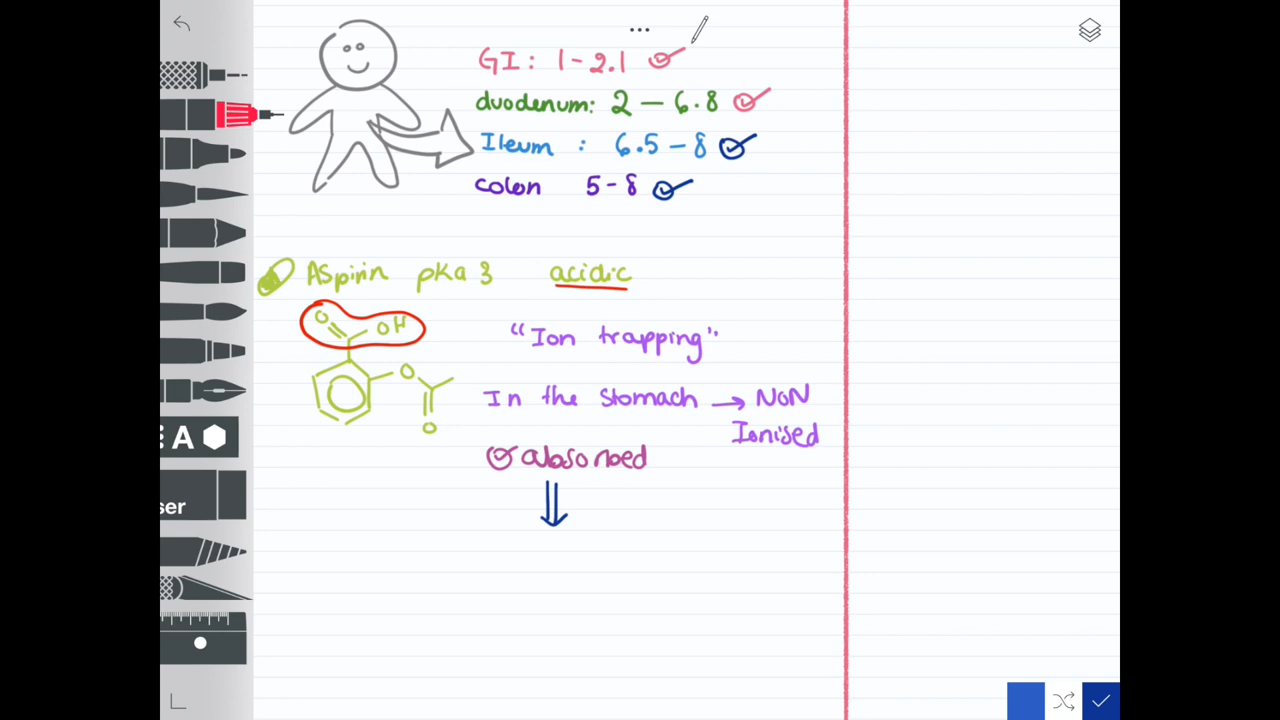 GI: 1-2.1
duodenum: 2-6.8
Ileum : 6.5-8
colon 5-8
ASpirin pKa 3 acidic
O
OH
"Ion trapping"
O
In the Stomach → NON
Ionised
O
absorbed
A
ser